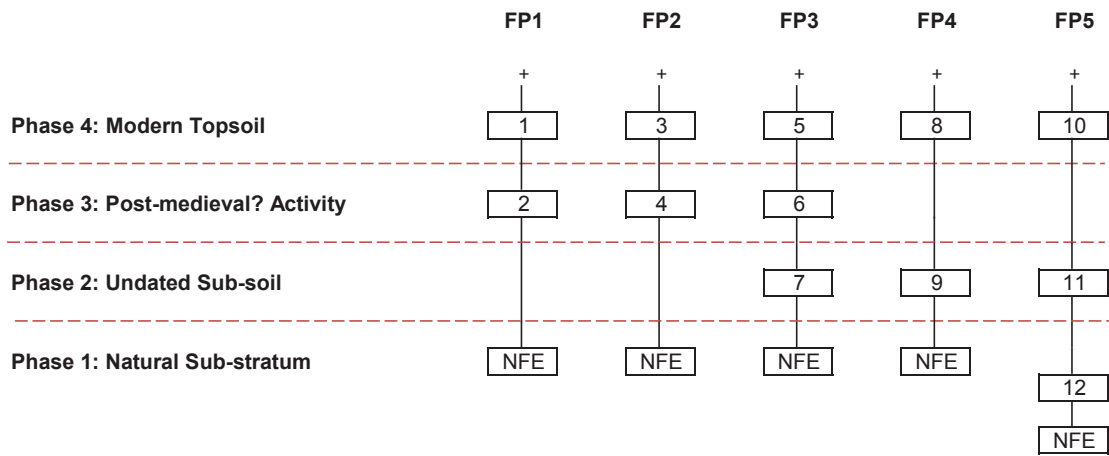 FP1 FP2 FP3 FP4 FP5
+ + + + +
Phase 4: Modern Topsoil 1 3 5 8 10
Phase 3: Post-medieval? Activity 2 4 6
Phase 2: Undated Sub-soil 7 9 11
Phase 1: Natural Sub-stratum NFE NFE NFE NFE
12
NFE